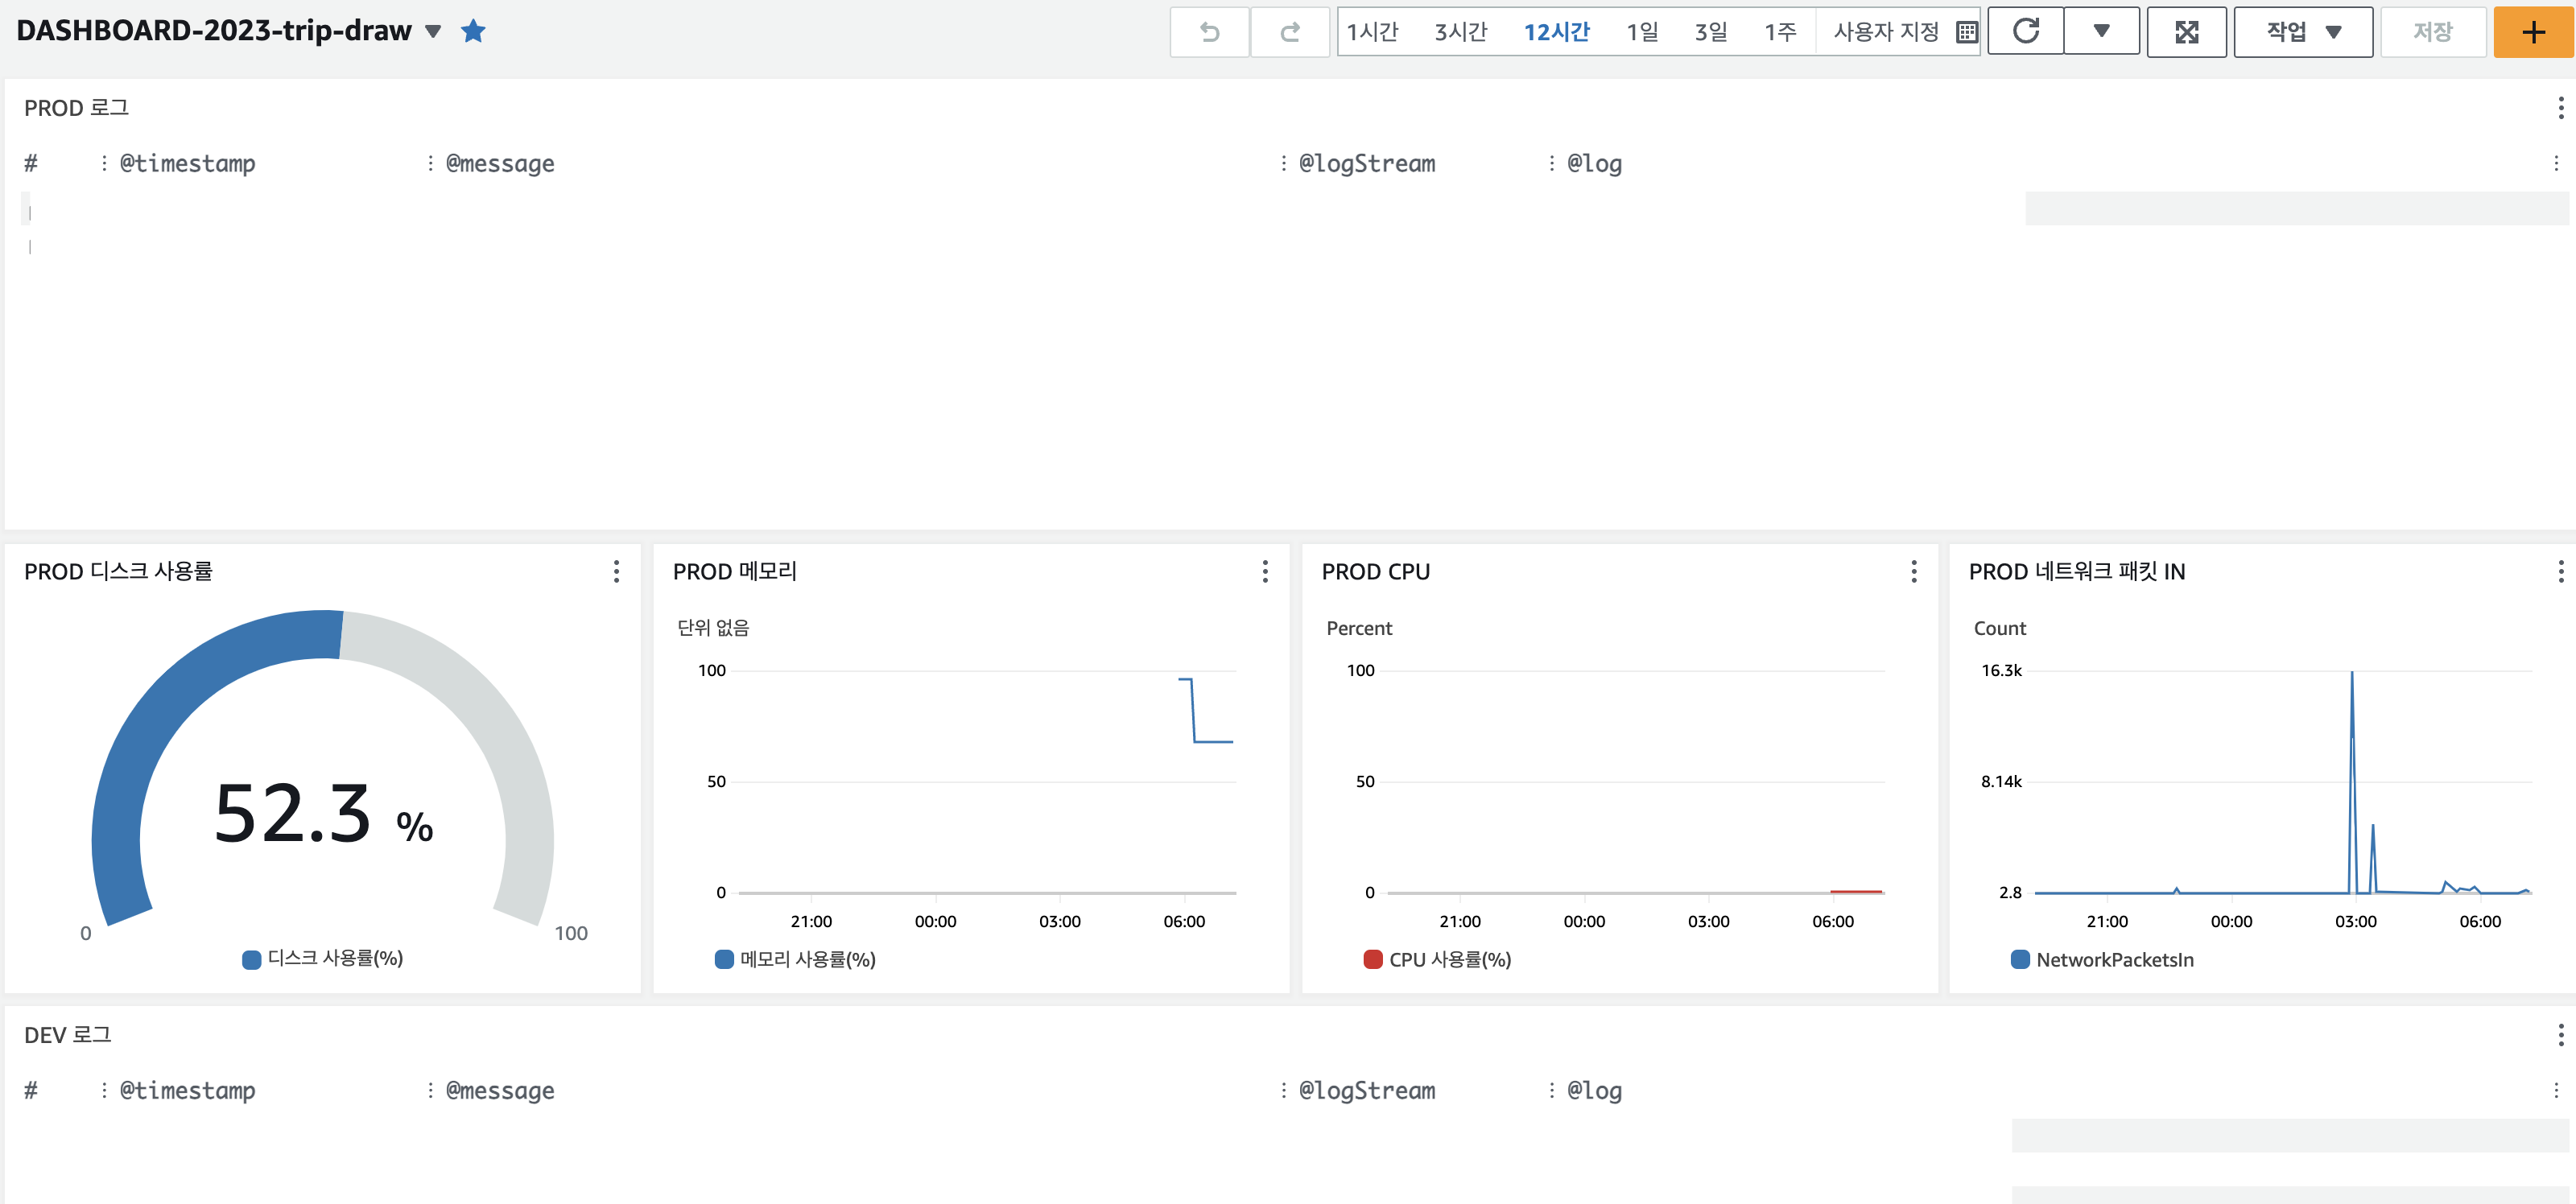 DASHBOARD-2023-trip-draw
1시간 3시간 12시간 1일 3일 1주 사용자 지정 작업 저장
PROD 로그
# @timestamp @message @logStream @log
PROD 디스크 사용률
52.3 %
0 100
디스크 사용률(%)
PROD 메모리
단위 없음
100
50
0
21:00 00:00 03:00 06:00
메모리 사용률(%)
PROD CPU
Percent
100
50
0
21:00 00:00 03:00 06:00
CPU 사용률(%)
PROD 네트워크 패킷 IN
Count
16.3k
8.14k
2.8
21:00 00:00 03:00 06:00
NetworkPacketsIn
DEV 로그
# @timestamp @message @logStream @log